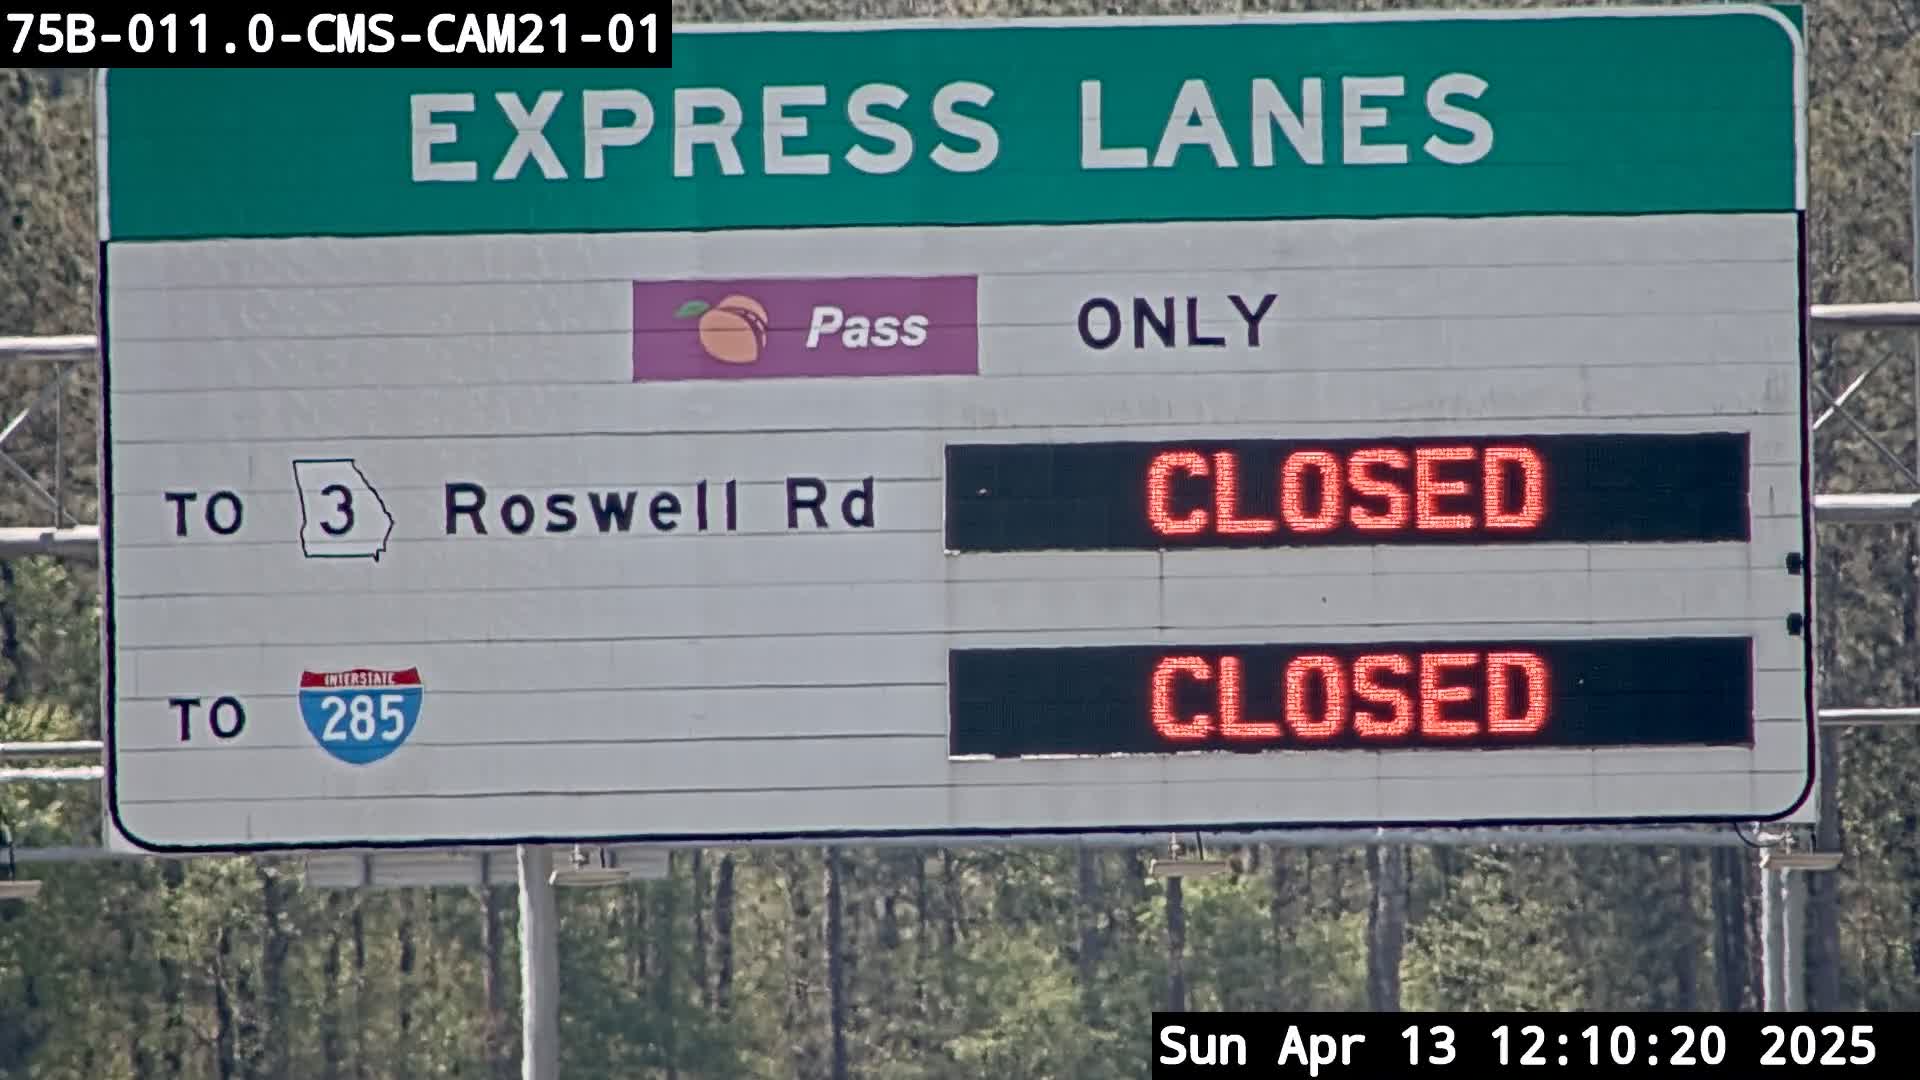 75B-011.0-CMS-CAM21-01
EXPRESS LANES
Pass ONLY
TO 3 Roswell Rd CLOSED
INTERSTATE
TO 285 CLOSED
Sun Apr 13 12:10:20 2025